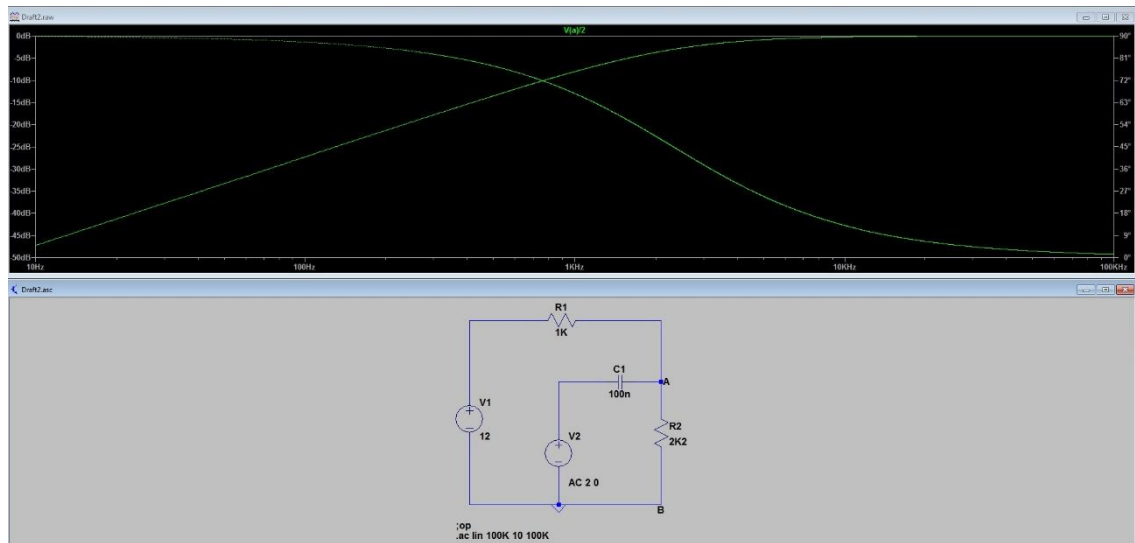 Draft2.raw
V(a)/2
0dB
-5dB
-10dB
-15dB
-20dB
-25dB
-30dB
-35dB
-40dB
-45dB
-50dB
90°
81°
72°
63°
54°
45°
36°
27°
18°
9°
0°
10Hz 100Hz 1KHz 10KHz 100KHz
Draft2.asc
R1
1K
C1
100n
A
V1
12
V2
AC 2 0
R2
2K2
B
;op
.ac lin 100K 10 100K